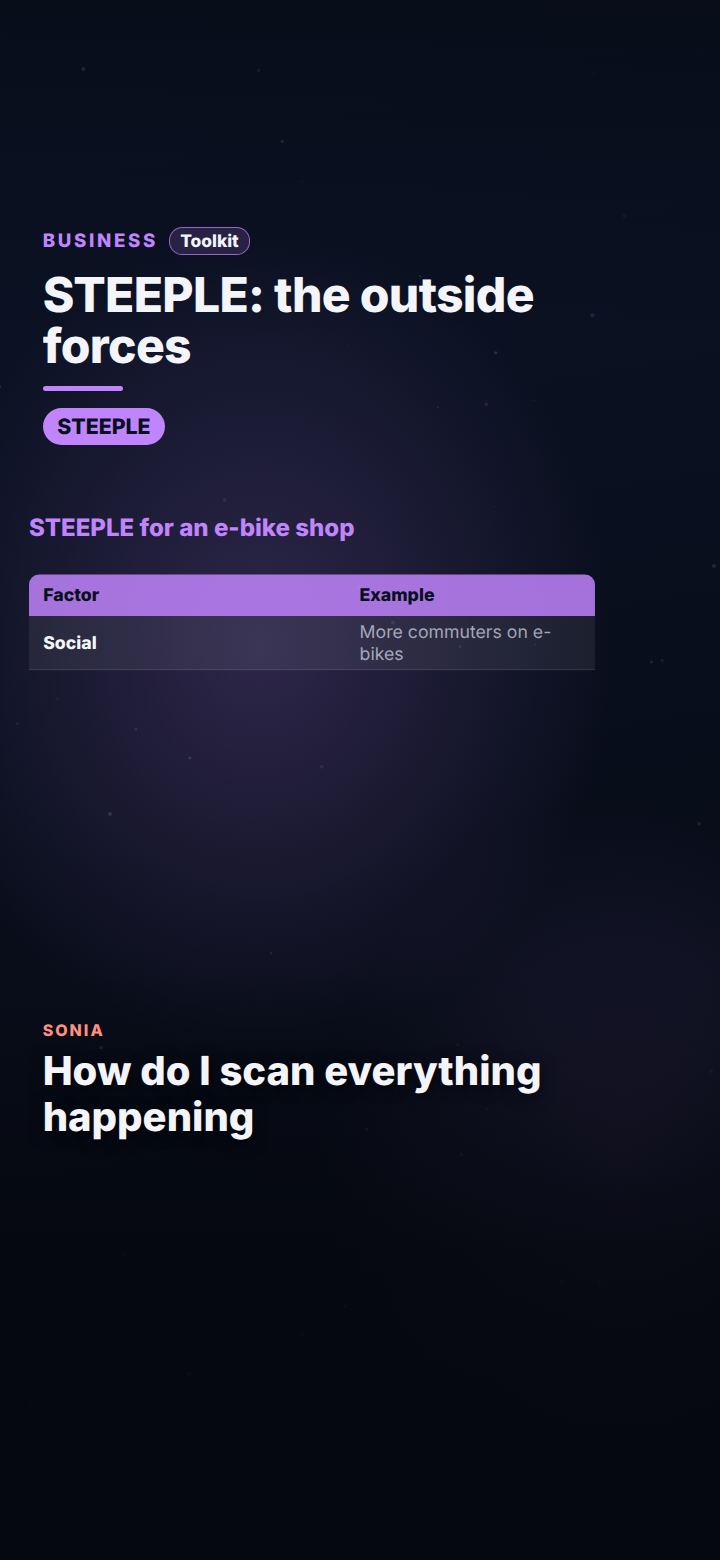 BUSINESS Toolkit
STEEPLE: the outside
forces
STEEPLE
STEEPLE for an e-bike shop
Factor Example
Social More commuters on e-
bikes
SONIA
How do I scan everything
happening